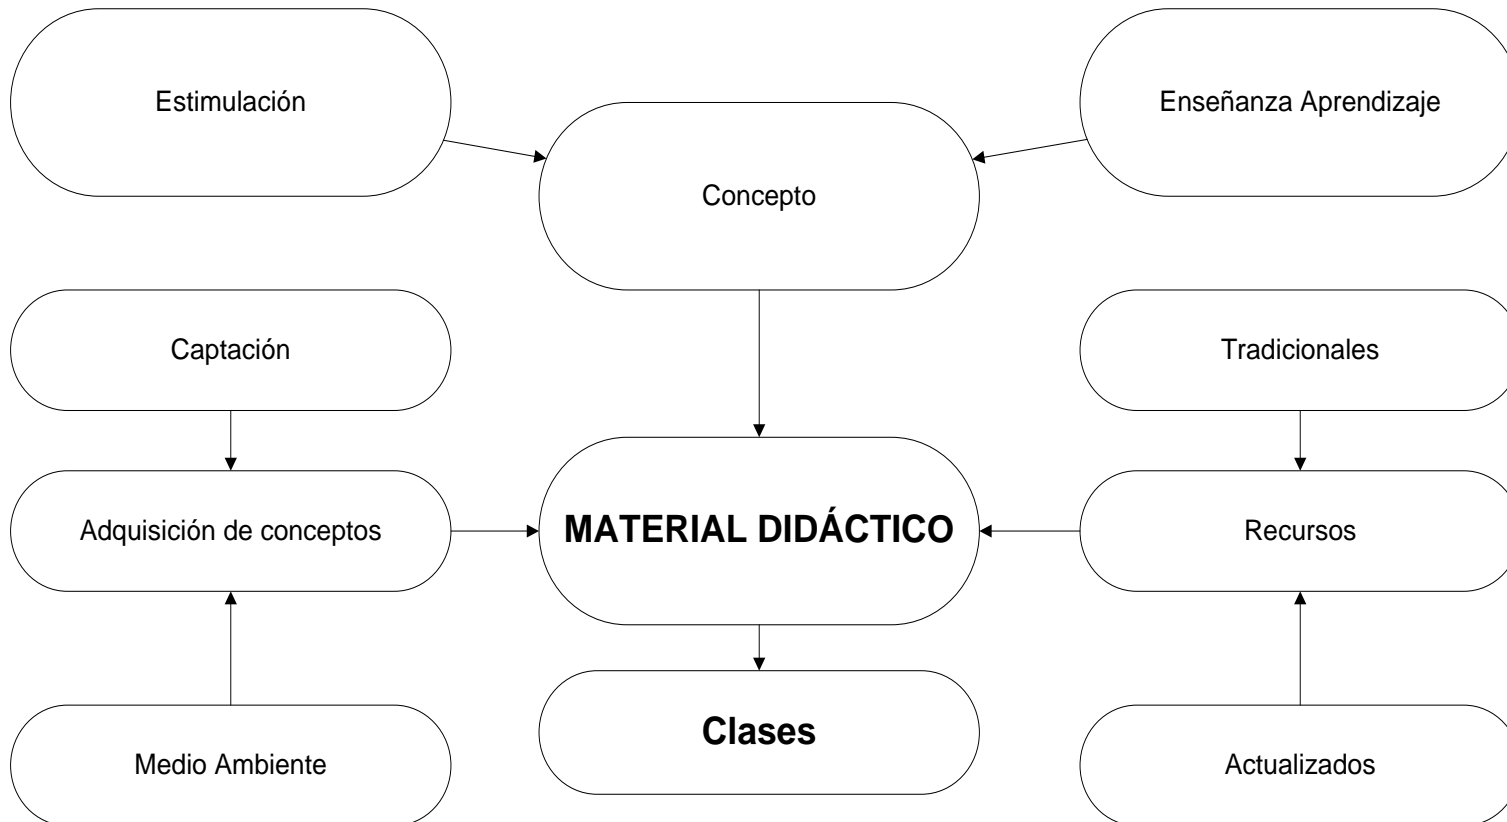 Estimulación
Enseñanza Aprendizaje
Concepto
Captación
Tradicionales
Adquisición de conceptos
MATERIAL DIDÁCTICO
Recursos
Medio Ambiente
Clases
Actualizados